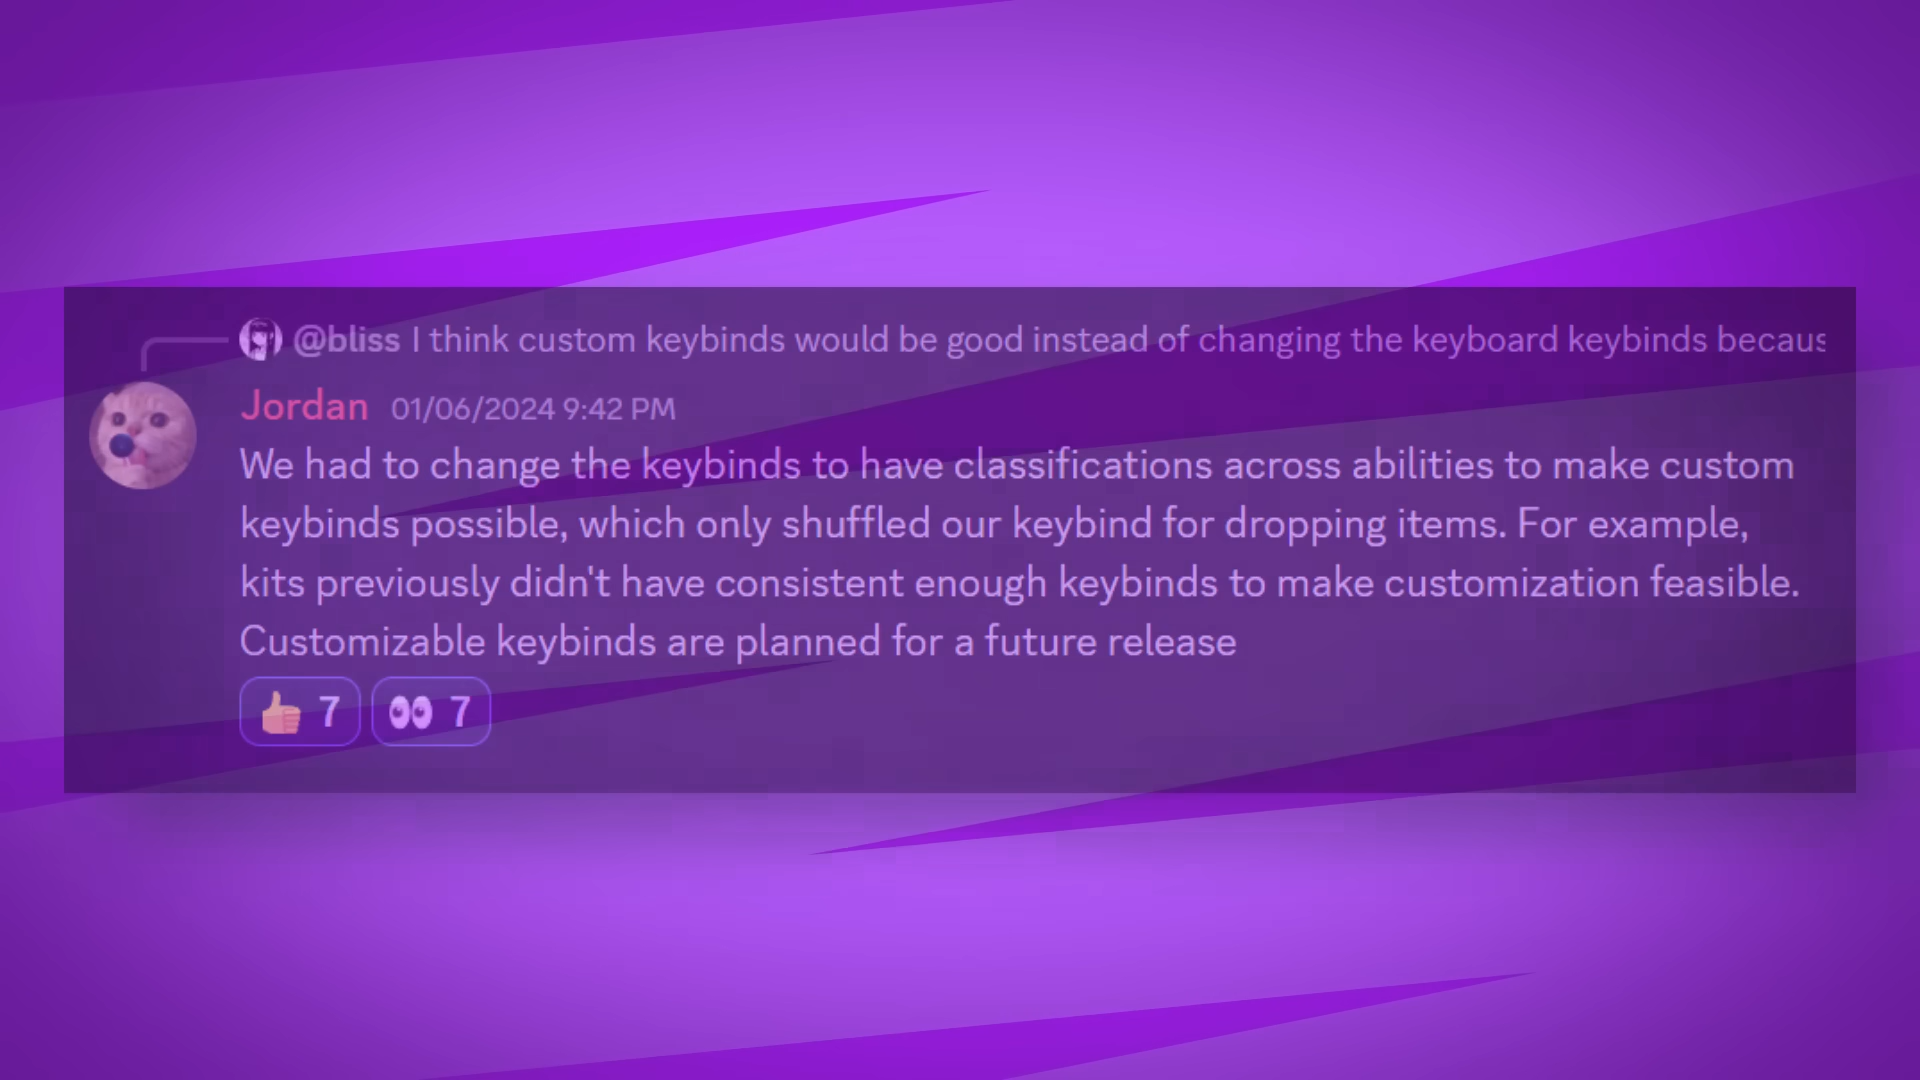 @bliss I think custom keybinds would be good instead of changing the keyboard keybinds becaus
Jordan 01/06/2024 9:42 PM
We had to change the keybinds to have classifications across abilities to make custom
keybinds possible, which only shuffled our keybind for dropping items. For example,
kits previously didn't have consistent enough keybinds to make customization feasible.
Customizable keybinds are planned for a future release
👍 7 👀 7